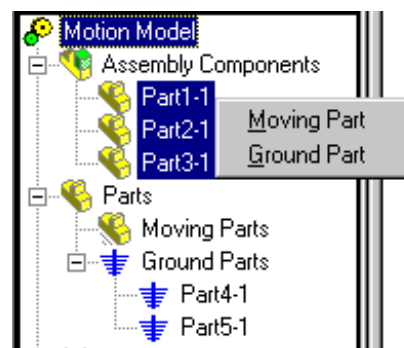 Motion Model
Assembly Components
Part1-1
Part2-1
Part3-1
Moving Part
Ground Part
Parts
Moving Parts
Ground Parts
Part4-1
Part5-1